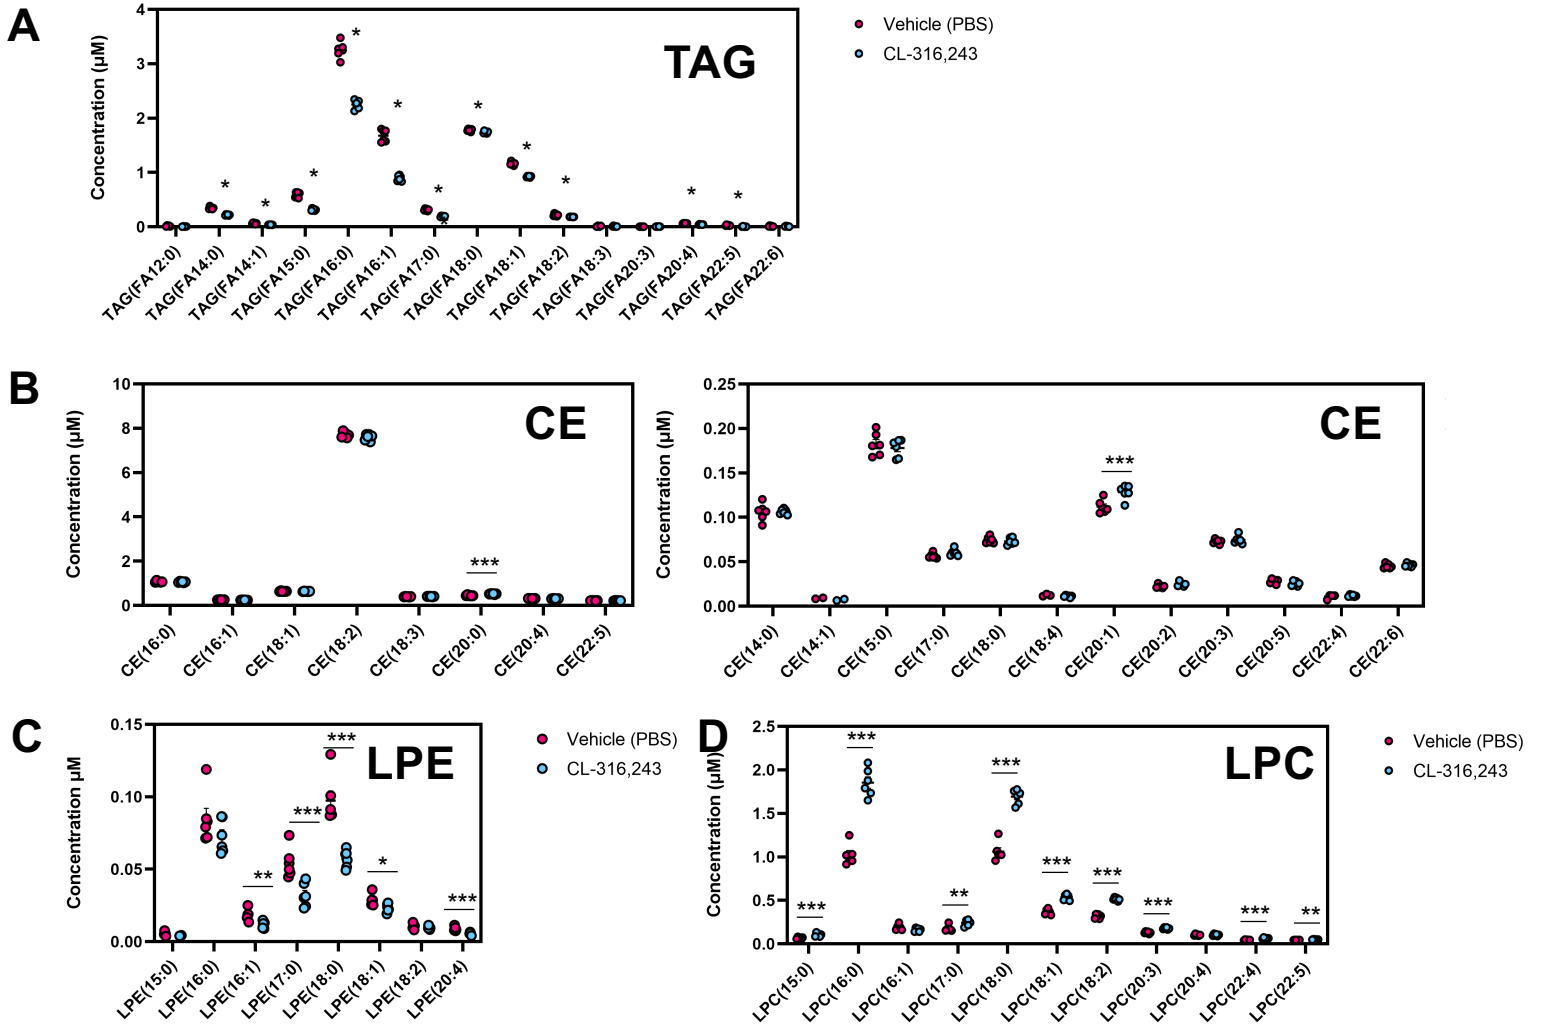 A
Concentration (µM)
4
3
2
1
0
TAG
Vehicle (PBS)
CL-316,243
* * * * * * * * * * * * *
*
TAG(FA12:0)
TAG(FA14:0)
TAG(FA14:1)
TAG(FA15:0)
TAG(FA16:0)
TAG(FA16:1)
TAG(FA17:0)
TAG(FA18:0)
TAG(FA18:1)
TAG(FA18:2)
TAG(FA18:3)
TAG(FA20:3)
TAG(FA20:4)
TAG(FA22:5)
TAG(FA22:6)
B
Concentration (µM)
10
8
6
4
2
0
CE
***
CE(16:0)
CE(16:1)
CE(18:1)
CE(18:2)
CE(18:3)
CE(20:0)
CE(20:4)
CE(22:5)
Concentration (µM)
0.25
0.20
0.15
0.10
0.05
0.00
CE
***
CE(14:0)
CE(14:1)
CE(15:0)
CE(17:0)
CE(18:0)
CE(18:4)
CE(20:1)
CE(20:2)
CE(20:3)
CE(20:5)
CE(22:4)
CE(22:6)
C
Concentration µM
0.15
0.10
0.05
0.00
LPE
Vehicle (PBS)
CL-316,243
** *** *** * ***
LPE(15:0)
LPE(16:0)
LPE(16:1)
LPE(17:0)
LPE(18:0)
LPE(18:1)
LPE(18:2)
LPE(20:4)
D
Concentration (µM)
2.5
2.0
1.5
1.0
0.5
0.0
LPC
Vehicle (PBS)
CL-316,243
*** *** ** *** *** *** *** *** **
LPC(15:0)
LPC(16:0)
LPC(16:1)
LPC(17:0)
LPC(18:0)
LPC(18:1)
LPC(18:2)
LPC(20:3)
LPC(20:4)
LPC(22:4)
LPC(22:5)